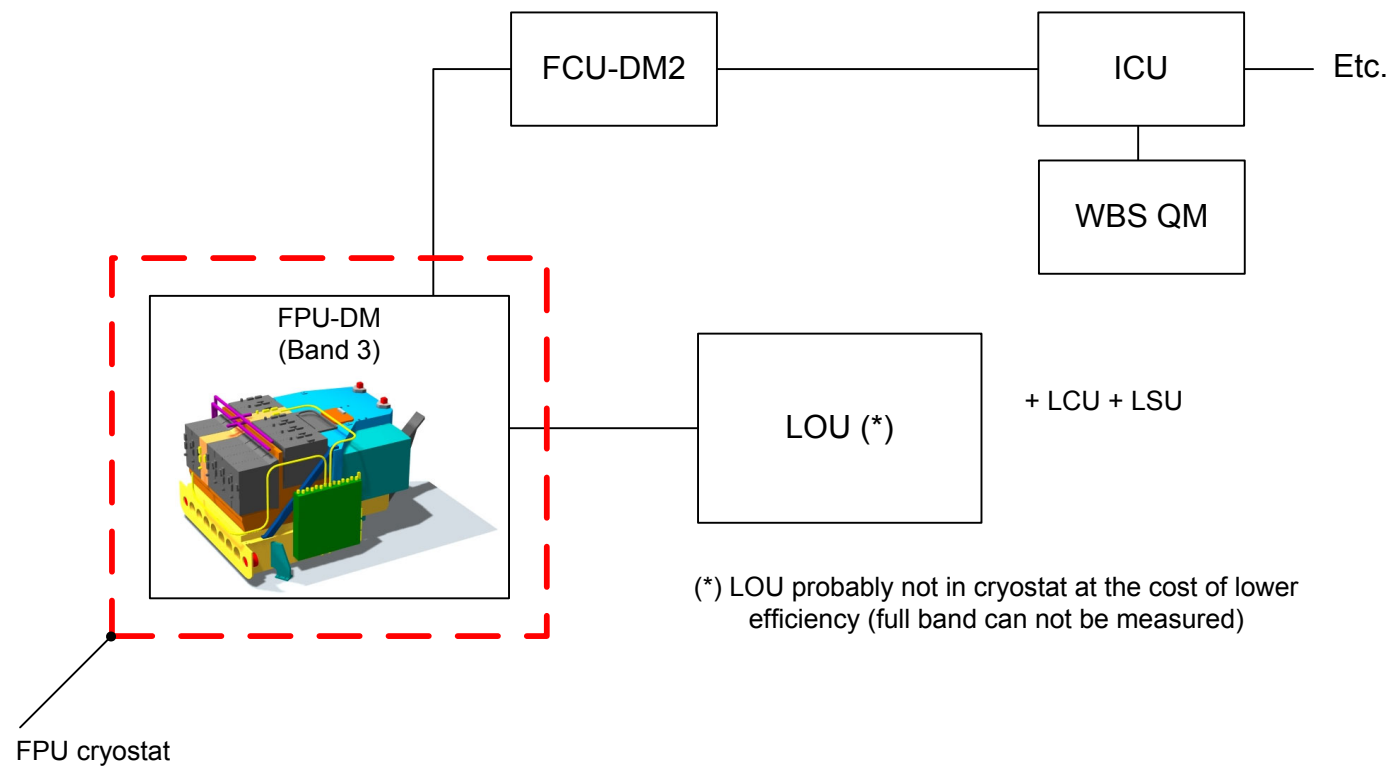 FCU-DM2
ICU
Etc.
WBS QM
FPU-DM
(Band 3)
LOU (*)
+ LCU + LSU
(*) LOU probably not in cryostat at the cost of lower
efficiency (full band can not be measured)
FPU cryostat